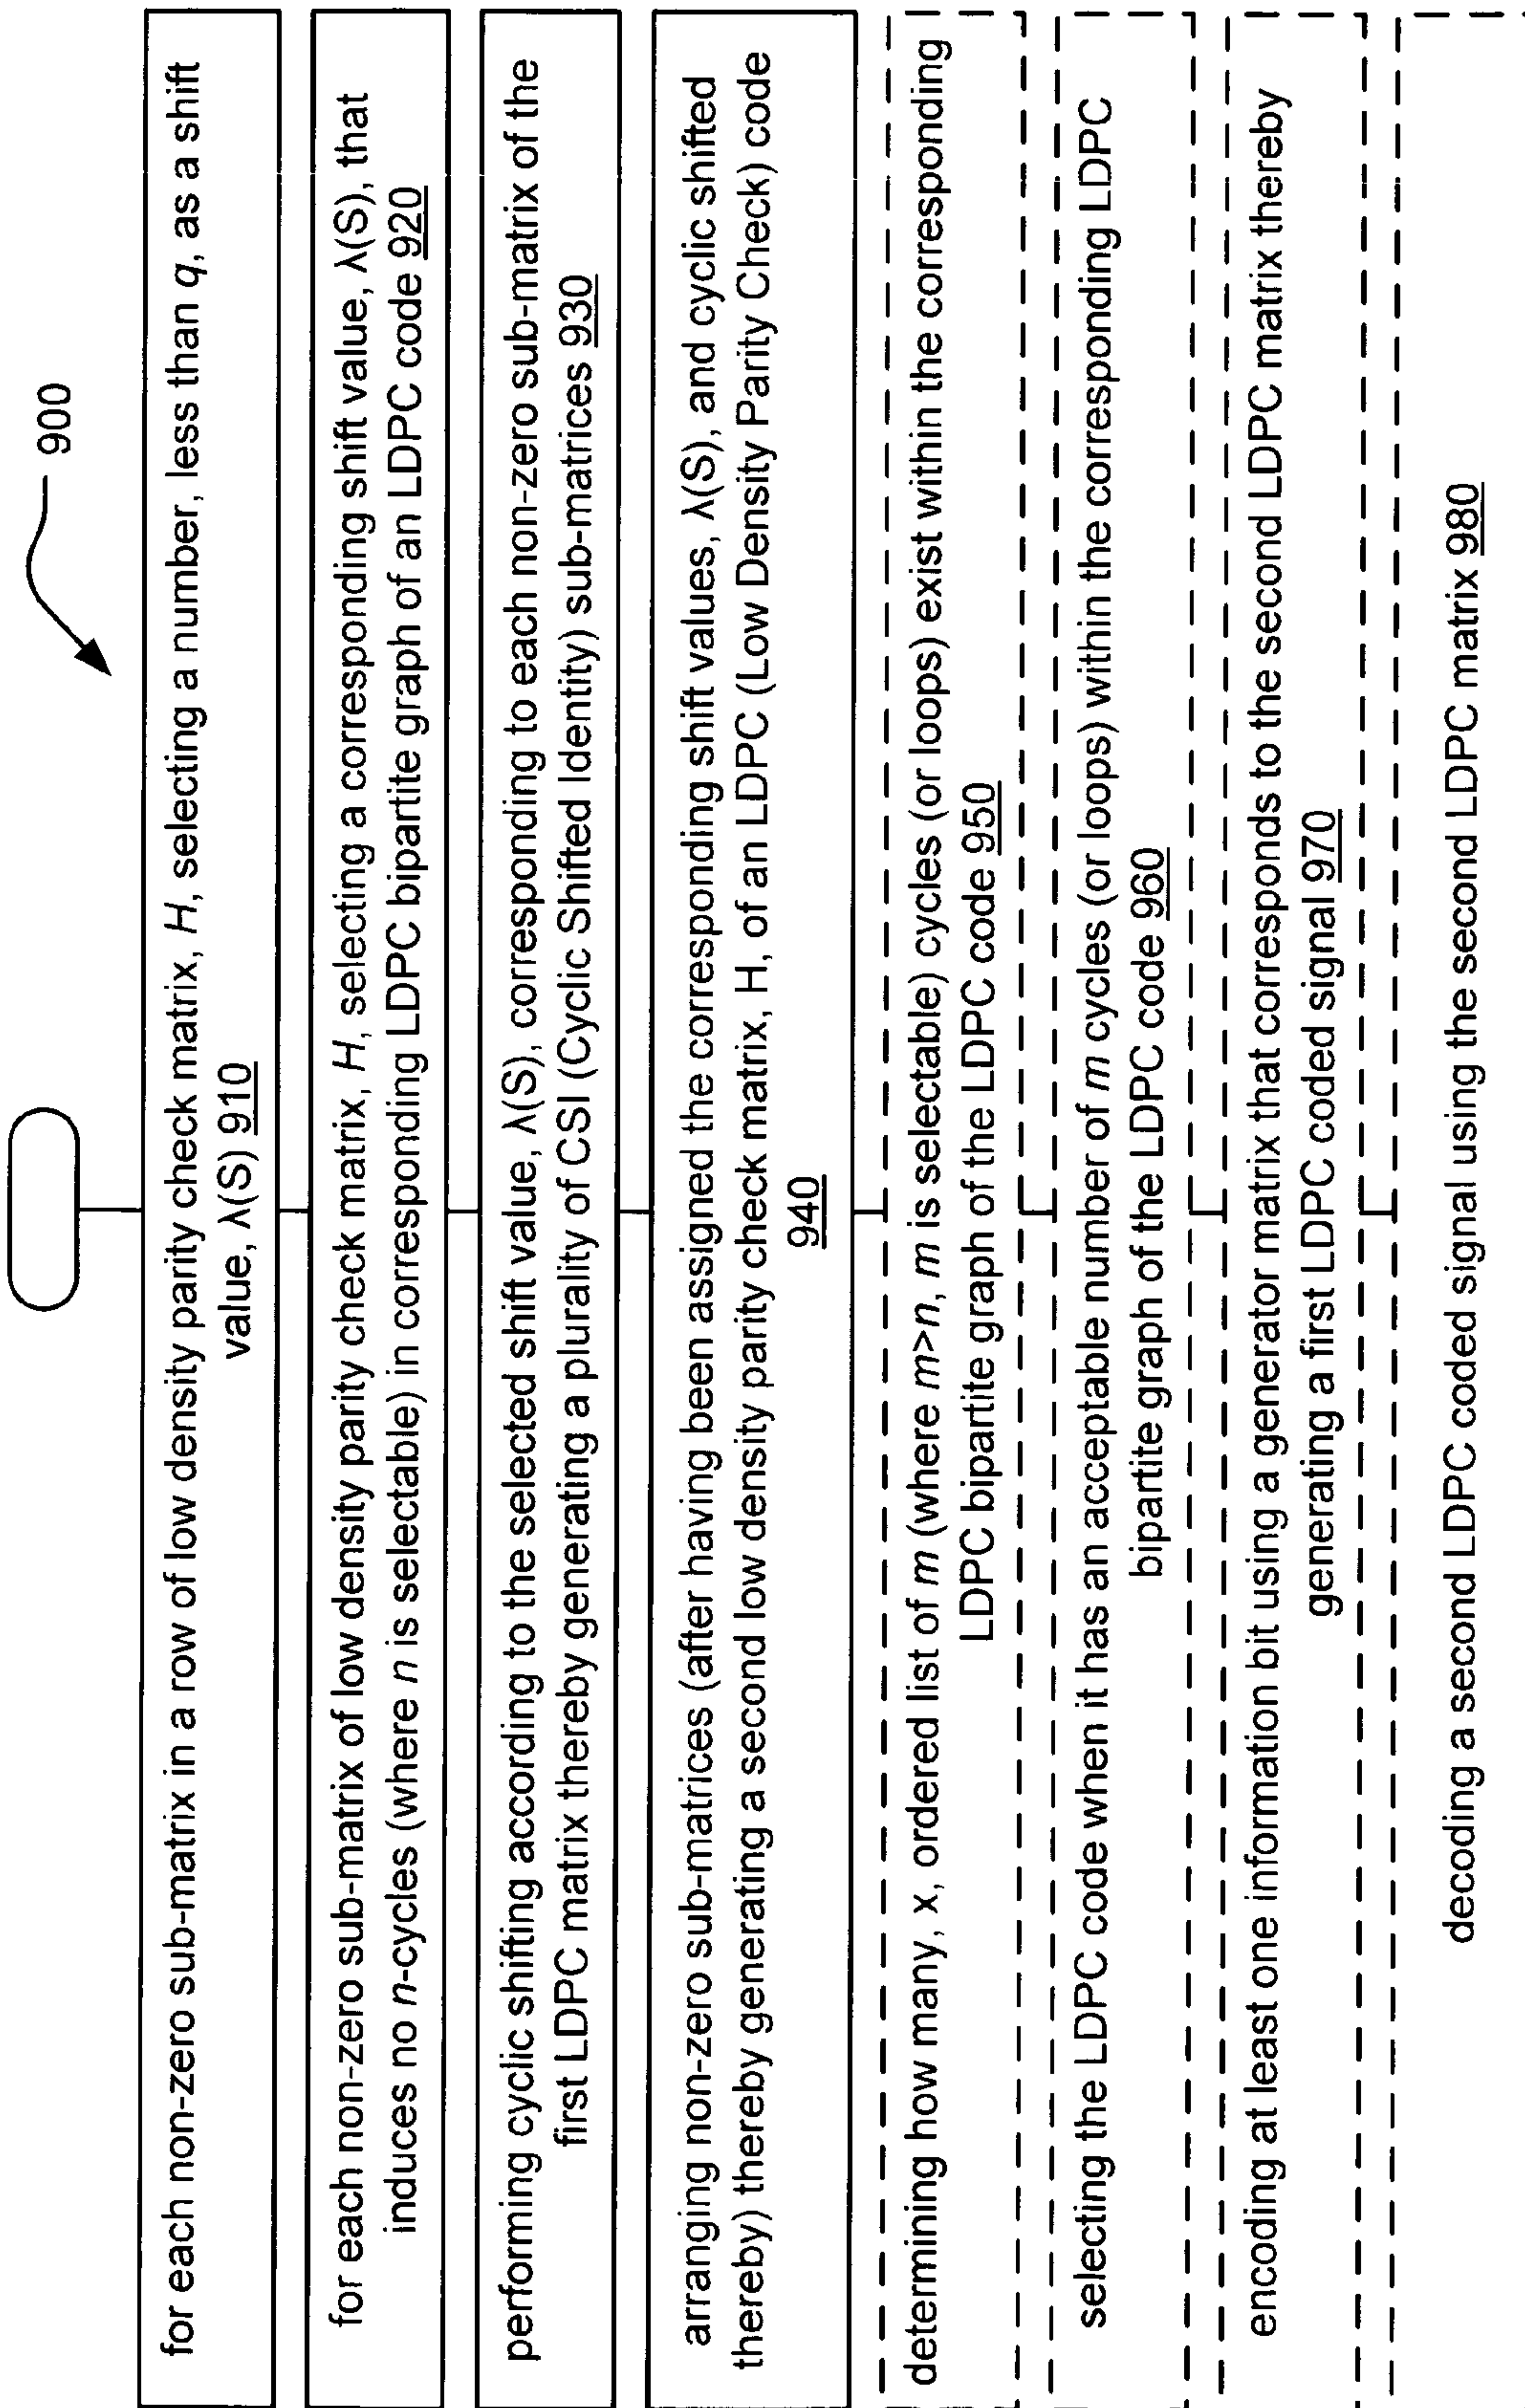 900
for each non-zero sub-matrix in a row of low density parity check matrix, H, selecting a number, less than q, as a shift
value, λ(S) 910
for each non-zero sub-matrix of low density parity check matrix, H, selecting a corresponding shift value, λ(S), that
induces no n-cycles (where n is selectable) in corresponding LDPC bipartite graph of an LDPC code 920
performing cyclic shifting according to the selected shift value, λ(S), corresponding to each non-zero sub-matrix of the
first LDPC matrix thereby generating a plurality of CSI (Cyclic Shifted Identity) sub-matrices 930
arranging non-zero sub-matrices (after having been assigned the corresponding shift values, λ(S), and cyclic shifted
thereby) thereby generating a second low density parity check matrix, H, of an LDPC (Low Density Parity Check) code
940
determining how many, x, ordered list of m (where m>n, m is selectable) cycles (or loops) exist within the corresponding
LDPC bipartite graph of the LDPC code 950
selecting the LDPC code when it has an acceptable number of m cycles (or loops) within the corresponding LDPC
bipartite graph of the LDPC code 960
encoding at least one information bit using a generator matrix that corresponds to the second LDPC matrix thereby
generating a first LDPC coded signal 970
decoding a second LDPC coded signal using the second LDPC matrix 980